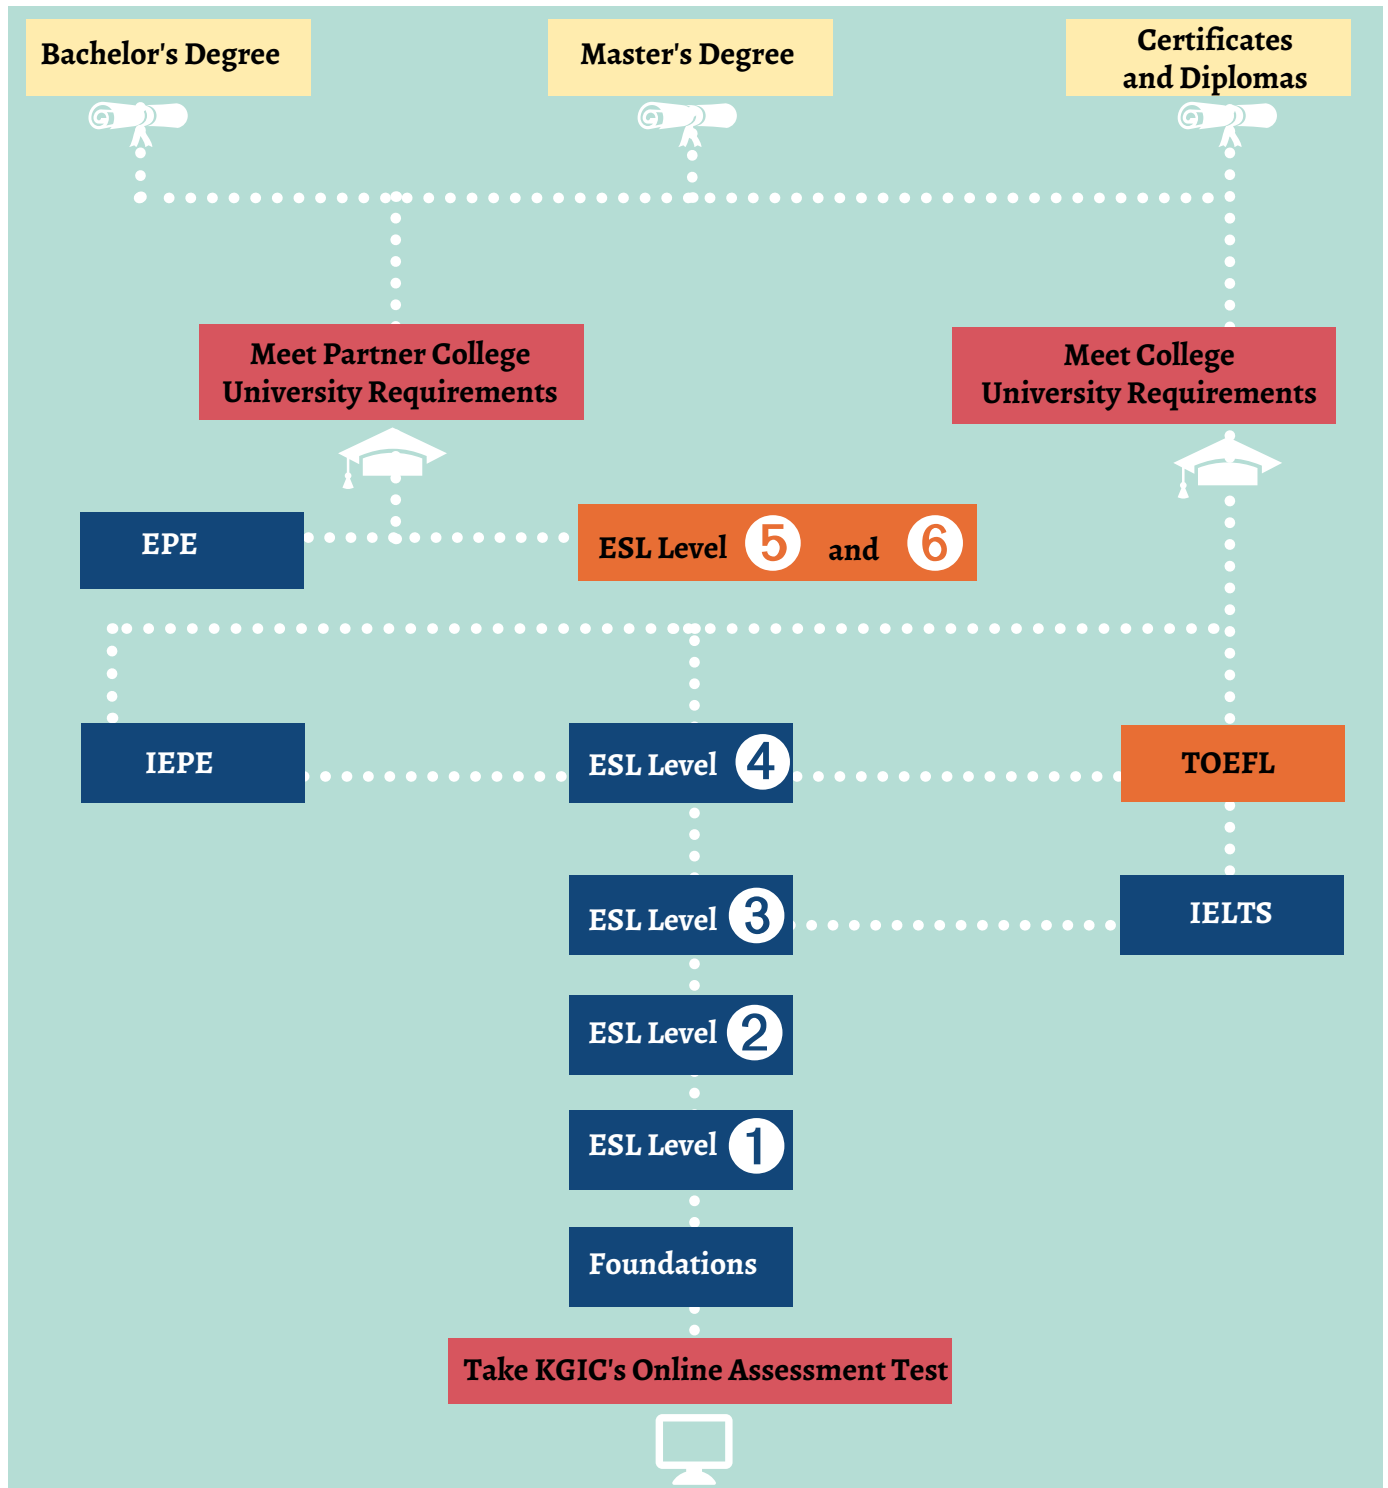 Bachelor's Degree
Master's Degree
Certificates
and Diplomas
Meet Partner College
University Requirements
Meet College
University Requirements
EPE
ESL Level 5 and 6
IEPE
ESL Level 4
TOEFL
ESL Level 3
IELTS
ESL Level 2
ESL Level 1
Foundations
Take KGIC's Online Assessment Test